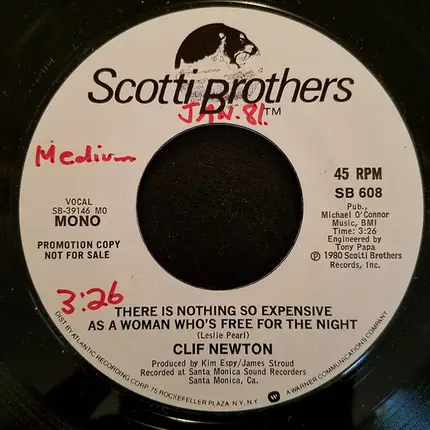 Scotti Brothers TM
JAN. 81.
Medium
VOCAL
SB-39146 MO
MONO
PROMOTION COPY
NOT FOR SALE
45 RPM
SB 608
Pub.,
Michael O'Connor
Music, BMI
Time: 3:26
Engineered by
Tony Papa
℗ 1980 Scotti Brothers
Records, Inc.
3:26
THERE IS NOTHING SO EXPENSIVE
AS A WOMAN WHO'S FREE FOR THE NIGHT
(Leslie Pearl)
CLIF NEWTON
Produced by Kim Espy/James Stroud
Recorded at Santa Monica Sound Recorders
Santa Monica, Ca.
DIST BY ATLANTIC RECORDING CORP. 75 ROCKEFELLER PLAZA N.Y., N.Y. W A WARNER COMMUNICATIONS COMPANY